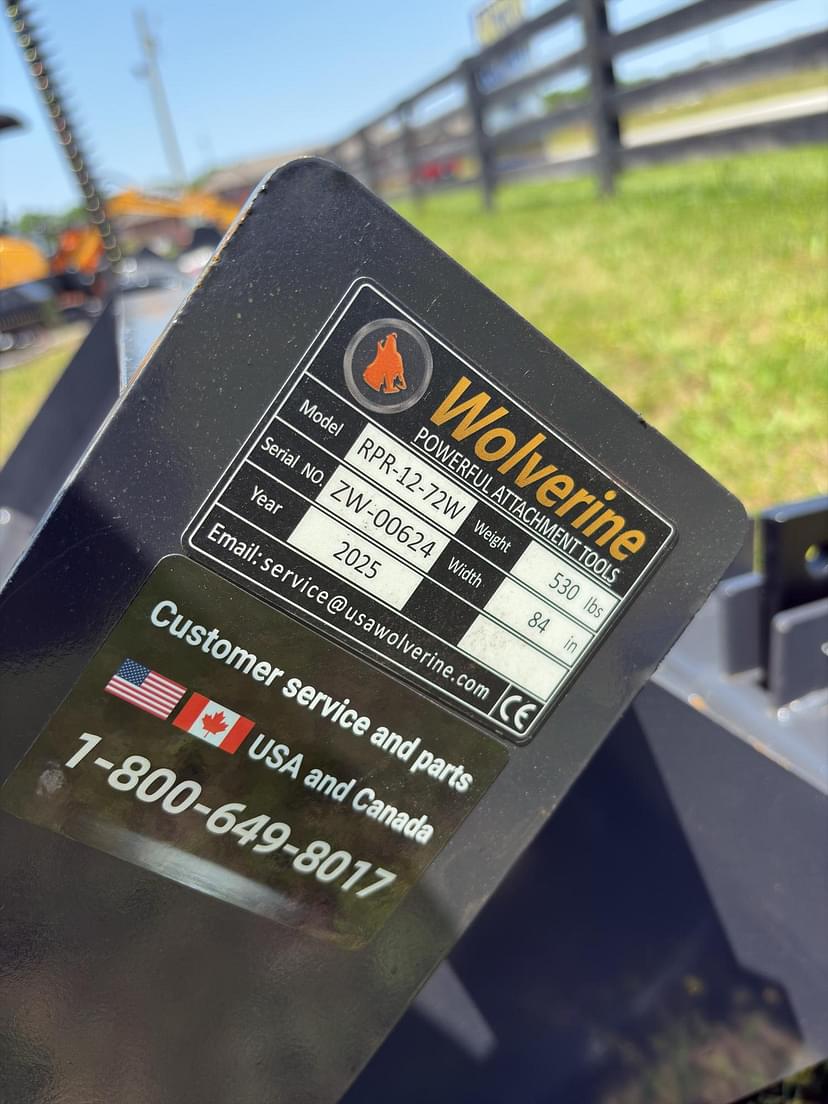 Wolverine
POWERFUL ATTACHMENT TOOLS
Model RPR-12-72W Weight 530 lbs
Serial NO. ZW-00624 Width 84 in
Year 2025
Email:service@usawolverine.com CE
Customer service and parts
USA and Canada
1-800-649-8017